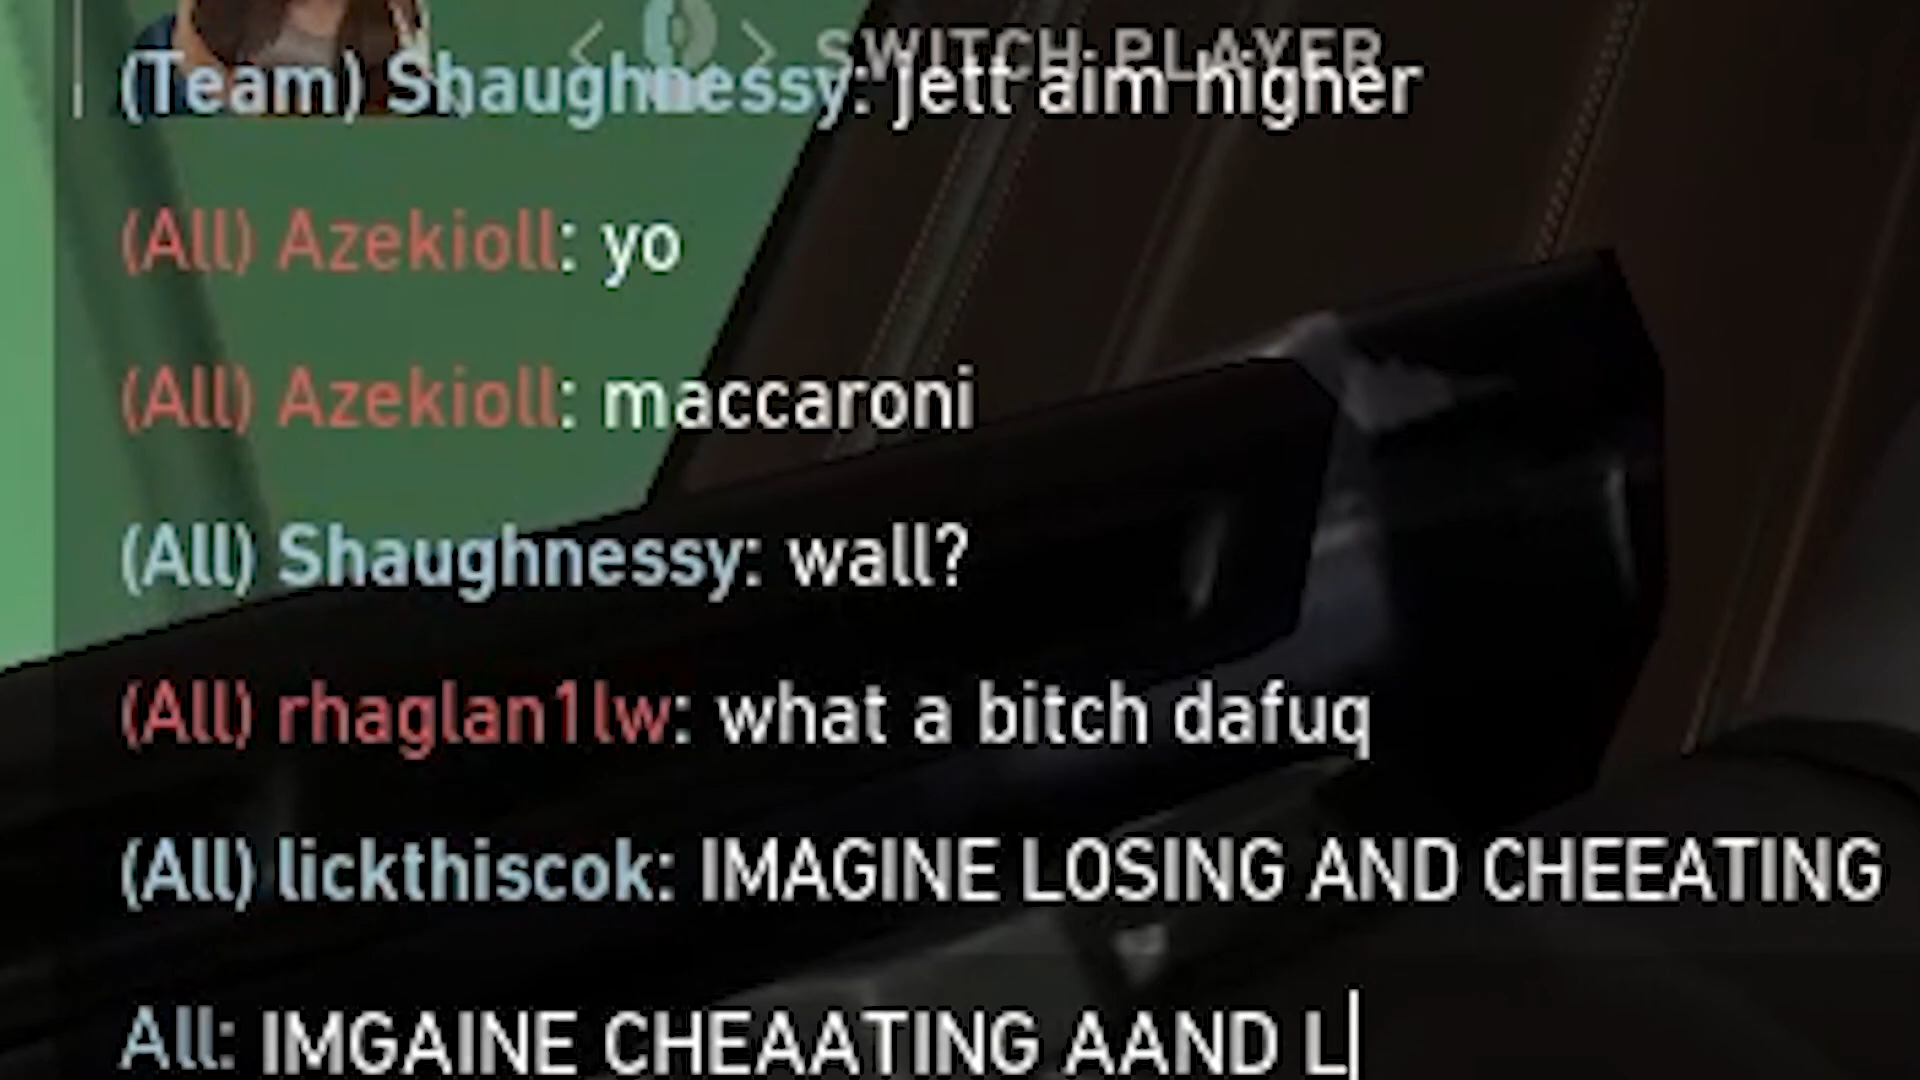 < > SWITCH PLAYER
(Team) Shaughnessy: jett aim higher
(All) Azekioll: yo
(All) Azekioll: maccaroni
(All) Shaughnessy: wall?
(All) rhaglan1lw: what a bitch dafuq
(All) lickthiscok: IMAGINE LOSING AND CHEEATING
All: IMGAINE CHEAATING AAND L